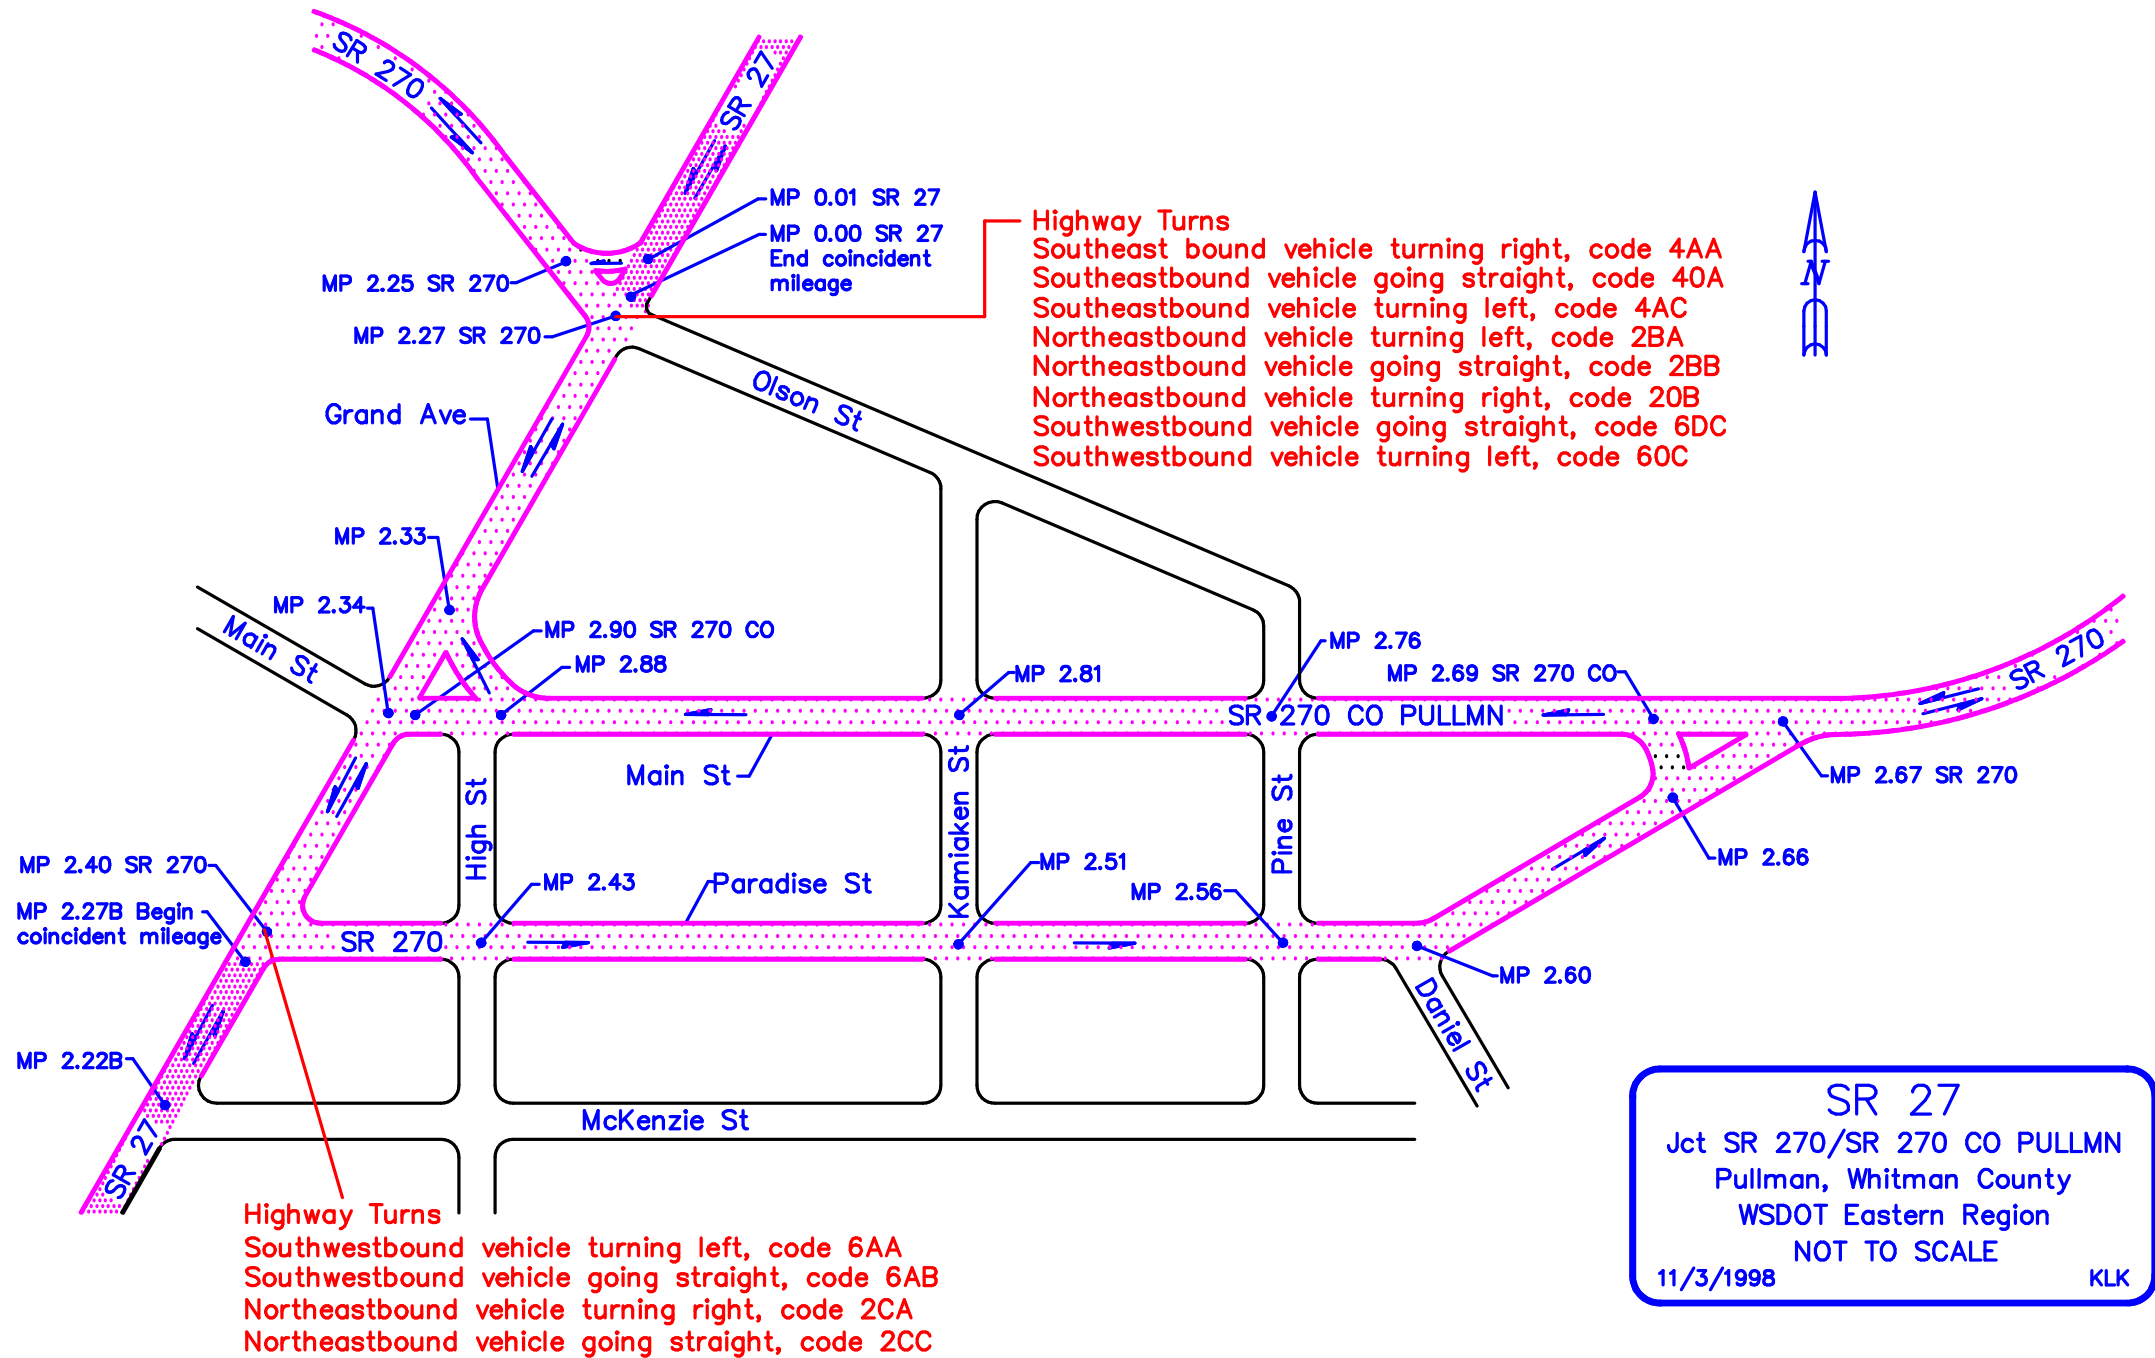 SR 270
SR 27
MP 0.01 SR 27
MP 0.00 SR 27
End coincident
mileage
MP 2.25 SR 270
MP 2.27 SR 270
Highway Turns
Southeast bound vehicle turning right, code 4AA
Southeastbound vehicle going straight, code 40A
Southeastbound vehicle turning left, code 4AC
Northeastbound vehicle turning left, code 2BA
Northeastbound vehicle going straight, code 2BB
Northeastbound vehicle turning right, code 20B
Southwestbound vehicle going straight, code 6DC
Southwestbound vehicle turning left, code 60C
N
Olson St
Grand Ave
MP 2.33
MP 2.34
Main St
MP 2.90 SR 270 CO
MP 2.88
MP 2.81
MP 2.76
MP 2.69 SR 270 CO
SR 270
SR 270 CO PULLMN
Main St
High St
Kamiaken St
Pine St
MP 2.67 SR 270
MP 2.66
MP 2.40 SR 270
MP 2.27B Begin
coincident mileage
MP 2.43
Paradise St
MP 2.51
MP 2.56
SR 270
MP 2.60
Daniel St
MP 2.22B
McKenzie St
SR 27
Highway Turns
Southwestbound vehicle turning left, code 6AA
Southwestbound vehicle going straight, code 6AB
Northeastbound vehicle turning right, code 2CA
Northeastbound vehicle going straight, code 2CC
SR 27
Jct SR 270/SR 270 CO PULLMN
Pullman, Whitman County
WSDOT Eastern Region
NOT TO SCALE
11/3/1998 KLK